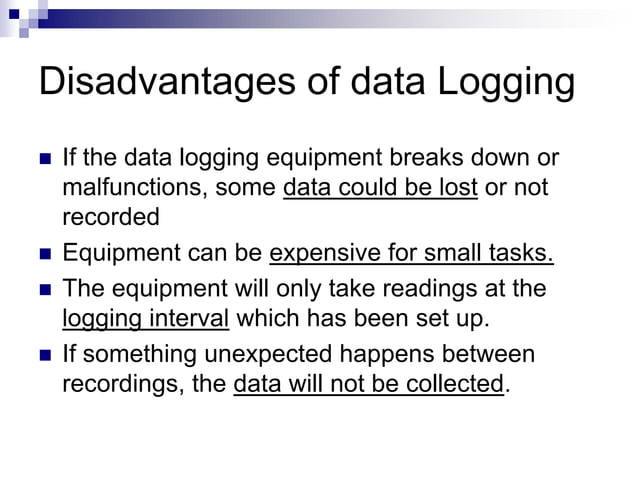 Disadvantages of data Logging
If the data logging equipment breaks down or
malfunctions, some data could be lost or not
recorded
Equipment can be expensive for small tasks.
The equipment will only take readings at the
logging interval which has been set up.
If something unexpected happens between
recordings, the data will not be collected.